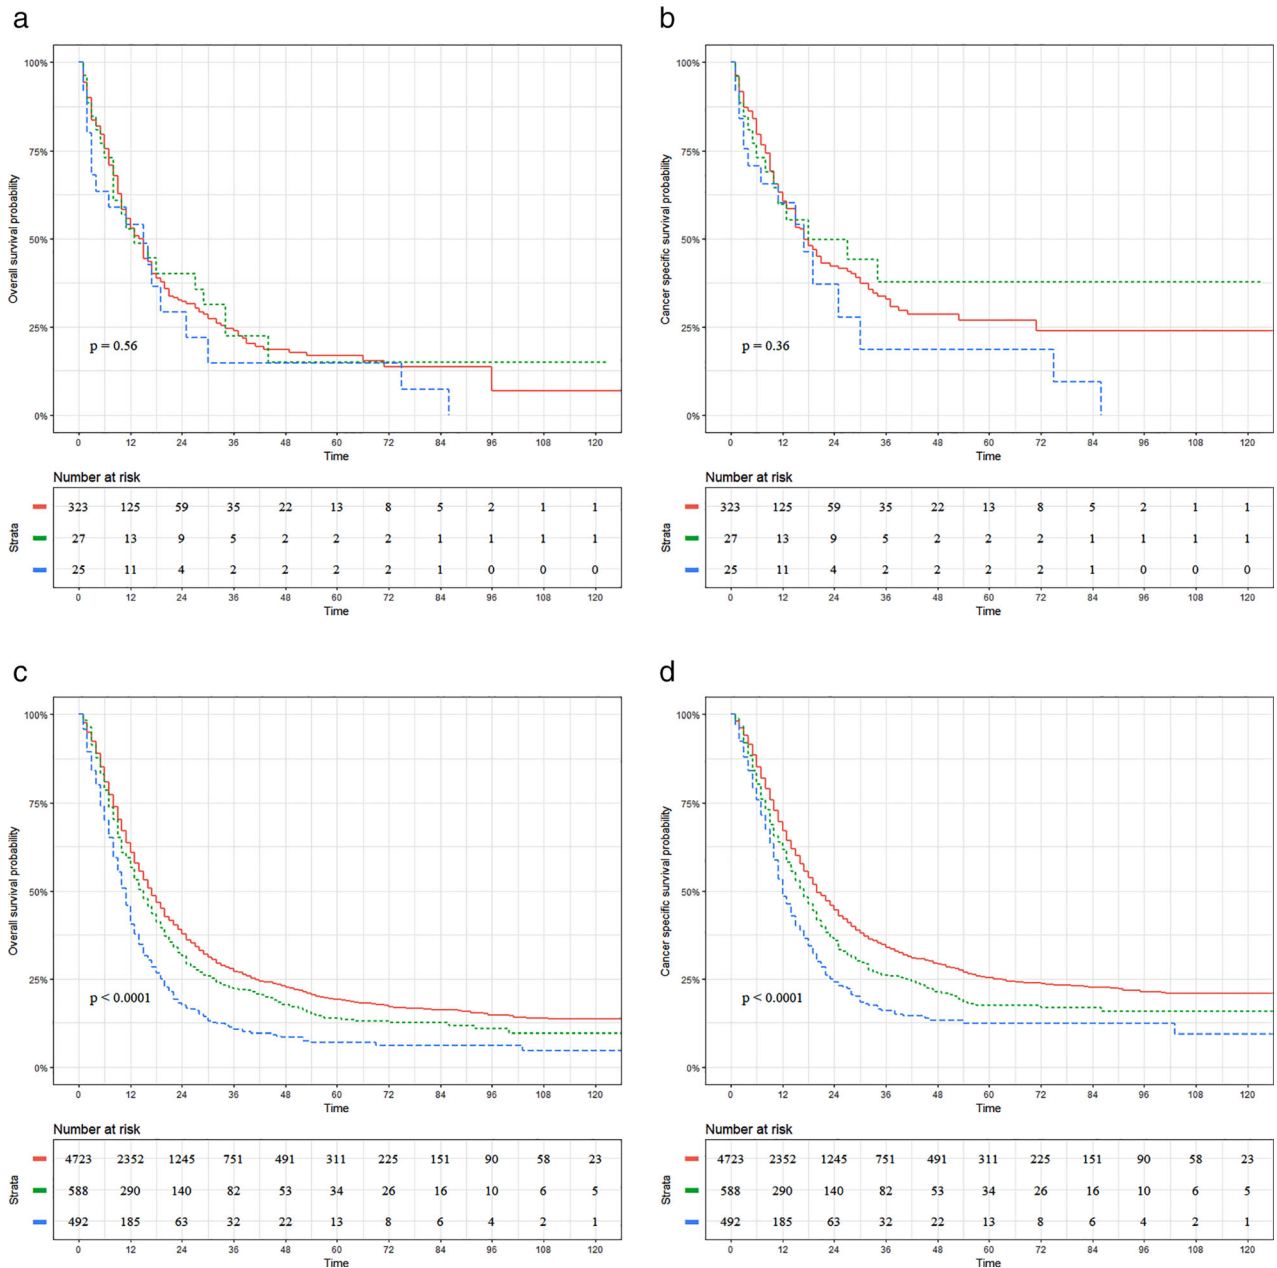 a
Overall survival probability
100%
75%
50%
25%
0%
p = 0.56
0 12 24 36 48 60 72 84 96 108 120
Time
Number at risk
Strata
323 125 59 35 22 13 8 5 2 1 1
27 13 9 5 2 2 2 1 1 1 1
25 11 4 2 2 2 2 1 0 0 0
0 12 24 36 48 60 72 84 96 108 120
Time
b
Cancer specific survival probability
100%
75%
50%
25%
0%
p = 0.36
0 12 24 36 48 60 72 84 96 108 120
Time
Number at risk
Strata
323 125 59 35 22 13 8 5 2 1 1
27 13 9 5 2 2 2 1 1 1 1
25 11 4 2 2 2 2 1 0 0 0
0 12 24 36 48 60 72 84 96 108 120
Time
c
Overall survival probability
100%
75%
50%
25%
0%
p < 0.0001
0 12 24 36 48 60 72 84 96 108 120
Time
Number at risk
Strata
4723 2352 1245 751 491 311 225 151 90 58 23
588 290 140 82 53 34 26 16 10 6 5
492 185 63 32 22 13 8 6 4 2 1
0 12 24 36 48 60 72 84 96 108 120
Time
d
Cancer specific survival probability
100%
75%
50%
25%
0%
p < 0.0001
0 12 24 36 48 60 72 84 96 108 120
Time
Number at risk
Strata
4723 2352 1245 751 491 311 225 151 90 58 23
588 290 140 82 53 34 26 16 10 6 5
492 185 63 32 22 13 8 6 4 2 1
0 12 24 36 48 60 72 84 96 108 120
Time